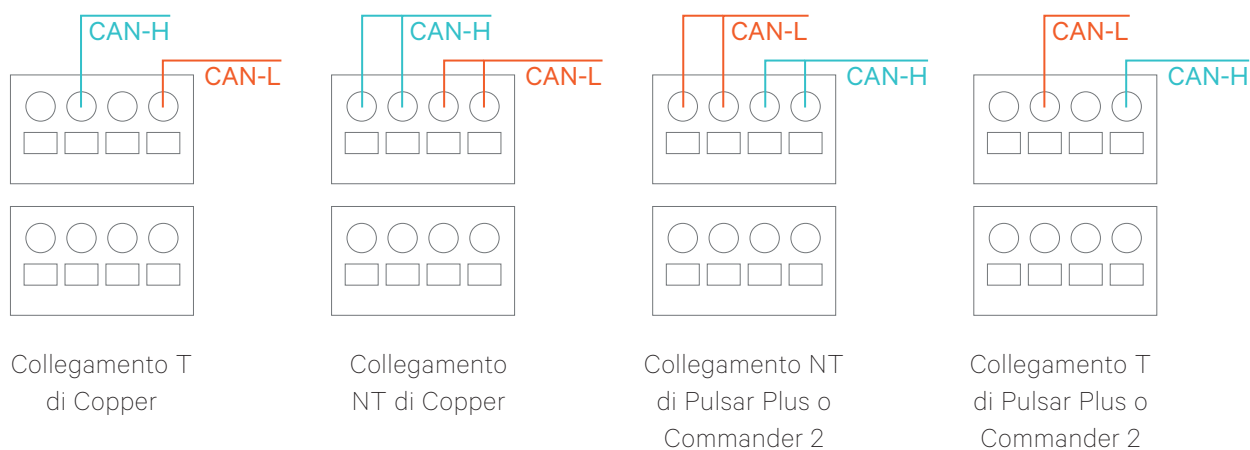 CAN-H
CAN-L
CAN-H
CAN-L
CAN-L
CAN-H
CAN-L
CAN-H
Collegamento T
di Copper
Collegamento
NT di Copper
Collegamento NT
di Pulsar Plus o
Commander 2
Collegamento T
di Pulsar Plus o
Commander 2